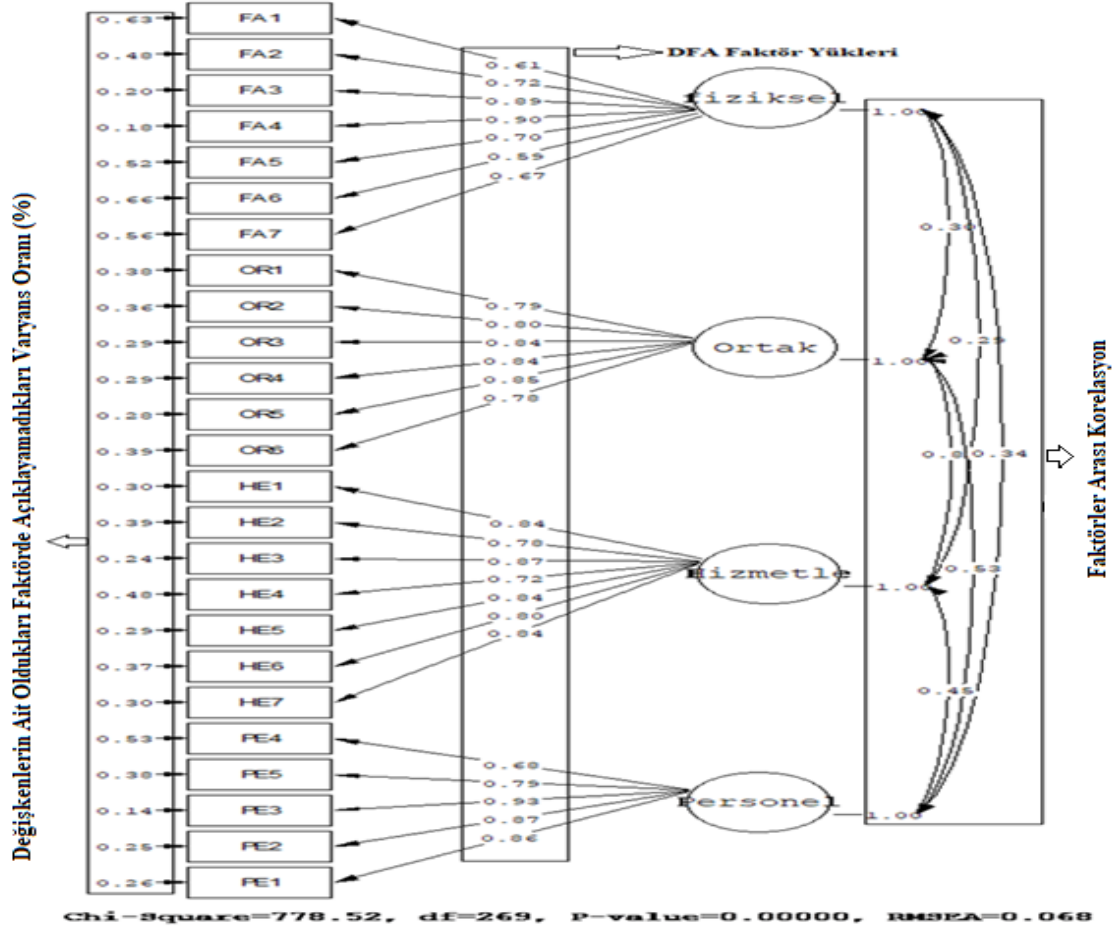 Değişkenlerin Ait Oldukları Faktörde Açıklayamadıkları Varyans Oranı (%)
0.63 FA1
0.48 FA2
0.20 FA3
0.18 FA4
0.52 FA5
0.66 FA6
0.56 FA7
0.38 OR1
0.36 OR2
0.29 OR3
0.29 OR4
0.28 OR5
0.39 OR6
0.30 HE1
0.39 HE2
0.24 HE3
0.48 HE4
0.29 HE5
0.37 HE6
0.30 HE7
0.53 PE4
0.38 PE5
0.14 PE3
0.25 PE2
0.26 PE1
DFA Faktör Yükleri
0.61
0.72
0.89
0.90
0.70
0.59
0.67
0.79
0.80
0.84
0.84
0.85
0.78
0.84
0.78
0.87
0.72
0.84
0.80
0.84
0.68
0.79
0.93
0.87
0.86
Fiziksel
Ortak
Hizmetle
Personel
1.00
1.00
1.00
1.00
0.29
0.34
0.53
0.45
Faktörler Arası Korelasyon
Chi-Square=778.52, df=269, P-value=0.00000, RMSEA=0.068